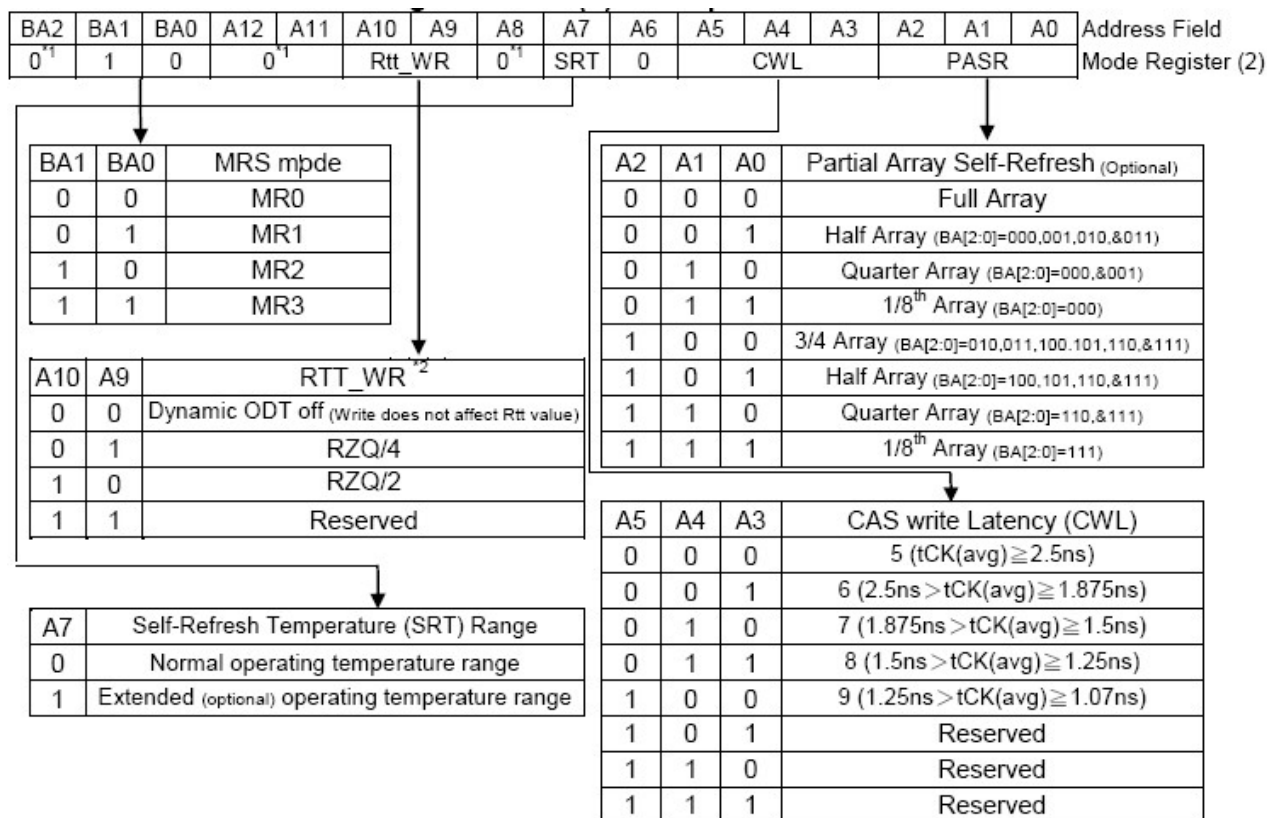 BA2 BA1 BA0 A12 A11 A10 A9 A8 A7 A6 A5 A4 A3 A2 A1 A0 Address Field
0*1 1 0 0*1 Rtt_WR 0*1 SRT 0 CWL PASR Mode Register (2)
BA1 BA0 MRS mode
0 0 MR0
0 1 MR1
1 0 MR2
1 1 MR3
A10 A9 RTT_WR *2
0 0 Dynamic ODT off (Write does not affect Rtt value)
0 1 RZQ/4
1 0 RZQ/2
1 1 Reserved
A7 Self-Refresh Temperature (SRT) Range
0 Normal operating temperature range
1 Extended (optional) operating temperature range
A2 A1 A0 Partial Array Self-Refresh (Optional)
0 0 0 Full Array
0 0 1 Half Array (BA[2:0]=000,001,010,&011)
0 1 0 Quarter Array (BA[2:0]=000,&001)
0 1 1 1/8th Array (BA[2:0]=000)
1 0 0 3/4 Array (BA[2:0]=010,011,100.101,110,&111)
1 0 1 Half Array (BA[2:0]=100,101,110,&111)
1 1 0 Quarter Array (BA[2:0]=110,&111)
1 1 1 1/8th Array (BA[2:0]=111)
A5 A4 A3 CAS write Latency (CWL)
0 0 0 5 (tCK(avg)≧2.5ns)
0 0 1 6 (2.5ns>tCK(avg)≧1.875ns)
0 1 0 7 (1.875ns>tCK(avg)≧1.5ns)
0 1 1 8 (1.5ns>tCK(avg)≧1.25ns)
1 0 0 9 (1.25ns>tCK(avg)≧1.07ns)
1 0 1 Reserved
1 1 0 Reserved
1 1 1 Reserved